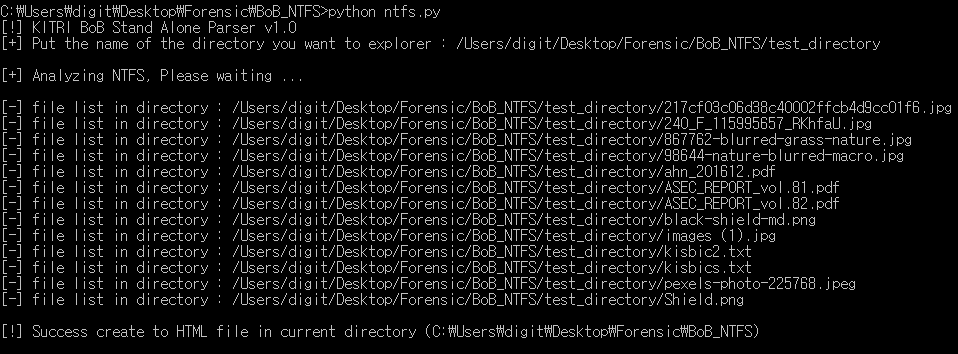 C:₩Users₩digit₩Desktop₩Forensic₩BoB_NTFS>python ntfs.py
[!] KITRI BoB Stand Alone Parser v1.0
[+] Put the name of the directory you want to explorer : /Users/digit/Desktop/Forensic/BoB_NTFS/test_directory
[+] Analyzing NTFS, Please waiting ...
[-] file list in directory : /Users/digit/Desktop/Forensic/BoB_NTFS/test_directory/217cf03c06d38c40002ffcb4d9cc01f6.jpg
[-] file list in directory : /Users/digit/Desktop/Forensic/BoB_NTFS/test_directory/240_F_115995657_RKhfaU.jpg
[-] file list in directory : /Users/digit/Desktop/Forensic/BoB_NTFS/test_directory/867762-blurred-grass-nature.jpg
[-] file list in directory : /Users/digit/Desktop/Forensic/BoB_NTFS/test_directory/98644-nature-blurred-macro.jpg
[-] file list in directory : /Users/digit/Desktop/Forensic/BoB_NTFS/test_directory/ahn_201612.pdf
[-] file list in directory : /Users/digit/Desktop/Forensic/BoB_NTFS/test_directory/ASEC_REPORT_vol.81.pdf
[-] file list in directory : /Users/digit/Desktop/Forensic/BoB_NTFS/test_directory/ASEC_REPORT_vol.82.pdf
[-] file list in directory : /Users/digit/Desktop/Forensic/BoB_NTFS/test_directory/black-shield-md.png
[-] file list in directory : /Users/digit/Desktop/Forensic/BoB_NTFS/test_directory/images (1).jpg
[-] file list in directory : /Users/digit/Desktop/Forensic/BoB_NTFS/test_directory/kisbic2.txt
[-] file list in directory : /Users/digit/Desktop/Forensic/BoB_NTFS/test_directory/kisbics.txt
[-] file list in directory : /Users/digit/Desktop/Forensic/BoB_NTFS/test_directory/pexels-photo-225768.jpeg
[-] file list in directory : /Users/digit/Desktop/Forensic/BoB_NTFS/test_directory/Shield.png
[!] Success create to HTML file in current directory (C:₩Users₩digit₩Desktop₩Forensic₩BoB_NTFS)